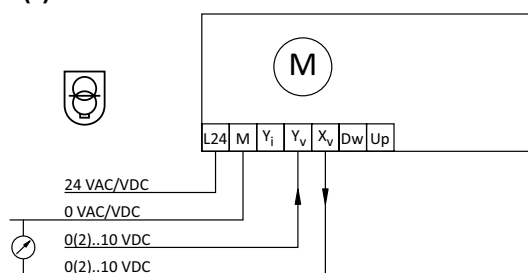 M
L24 M Yi Yv Xv Dw Up
24 VAC/VDC
0 VAC/VDC
0(2)..10 VDC
0(2)..10 VDC